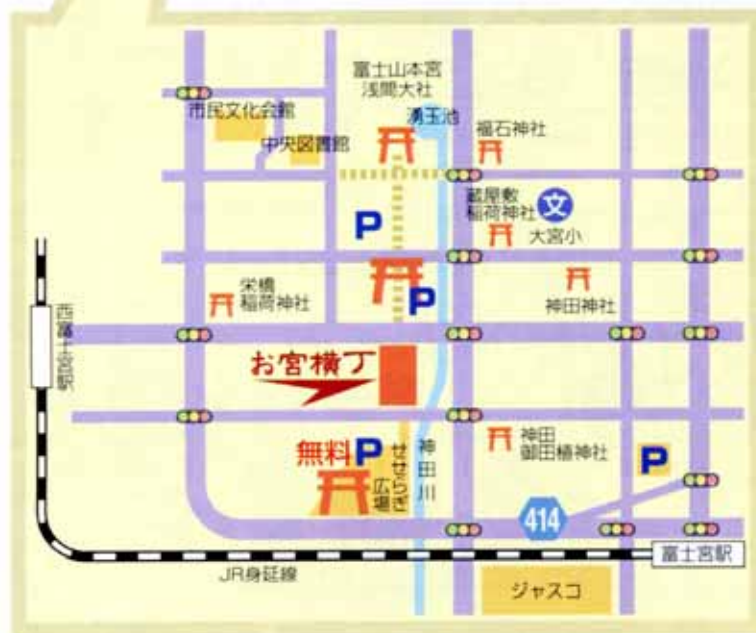 富士山本宮
浅間大社
湧玉池
福石神社
市民文化会館
中央図書館
蔵屋敷
稲荷神社
文
大宮小
P
栄橋
稲荷神社
P
神田神社
西富士宮駅
お宮横丁
無料
P
せせらぎ
広場
神田川
神田
御田植神社
P
414
富士宮駅
JR身延線
ジャスコ